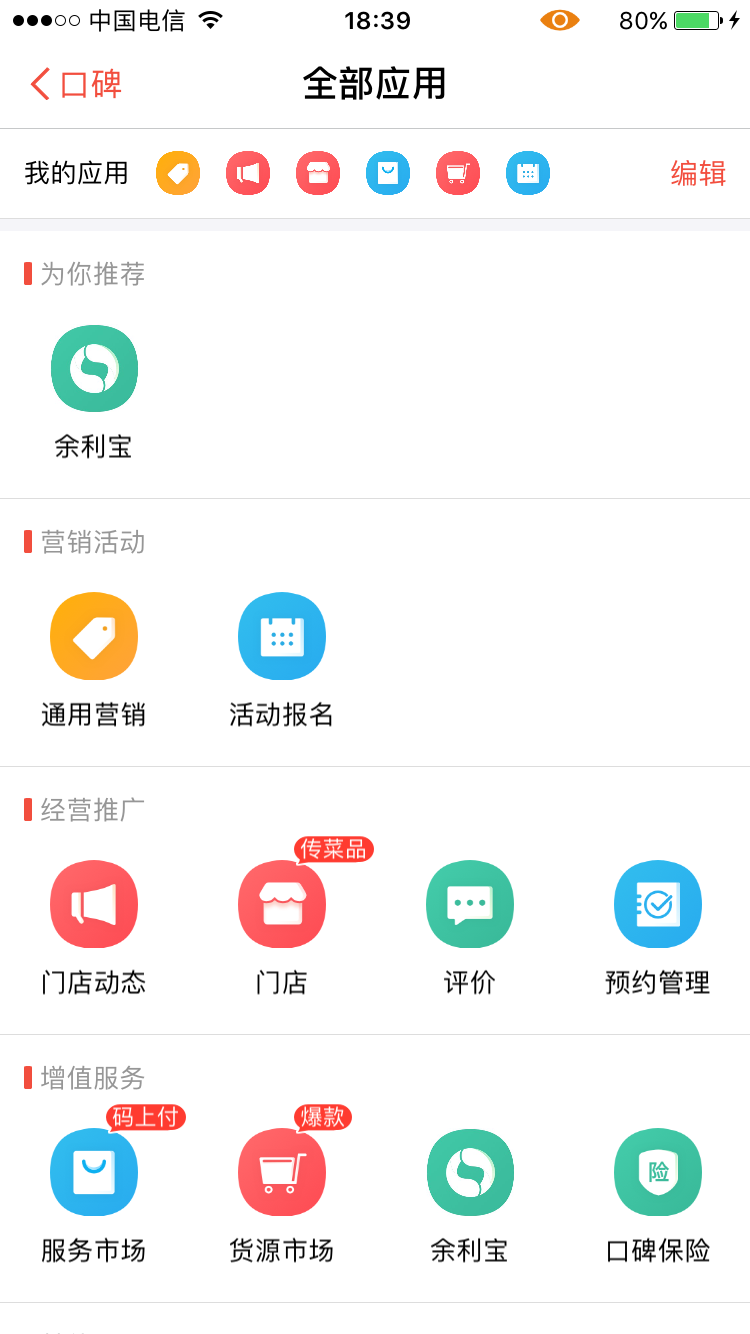 中国电信 18:39 80%
口碑 全部应用
我的应用 编辑
为你推荐
余利宝
营销活动
通用营销 活动报名
经营推广
传菜品
门店动态 门店 评价 预约管理
增值服务
码上付 爆款
险
服务市场 货源市场 余利宝 口碑保险